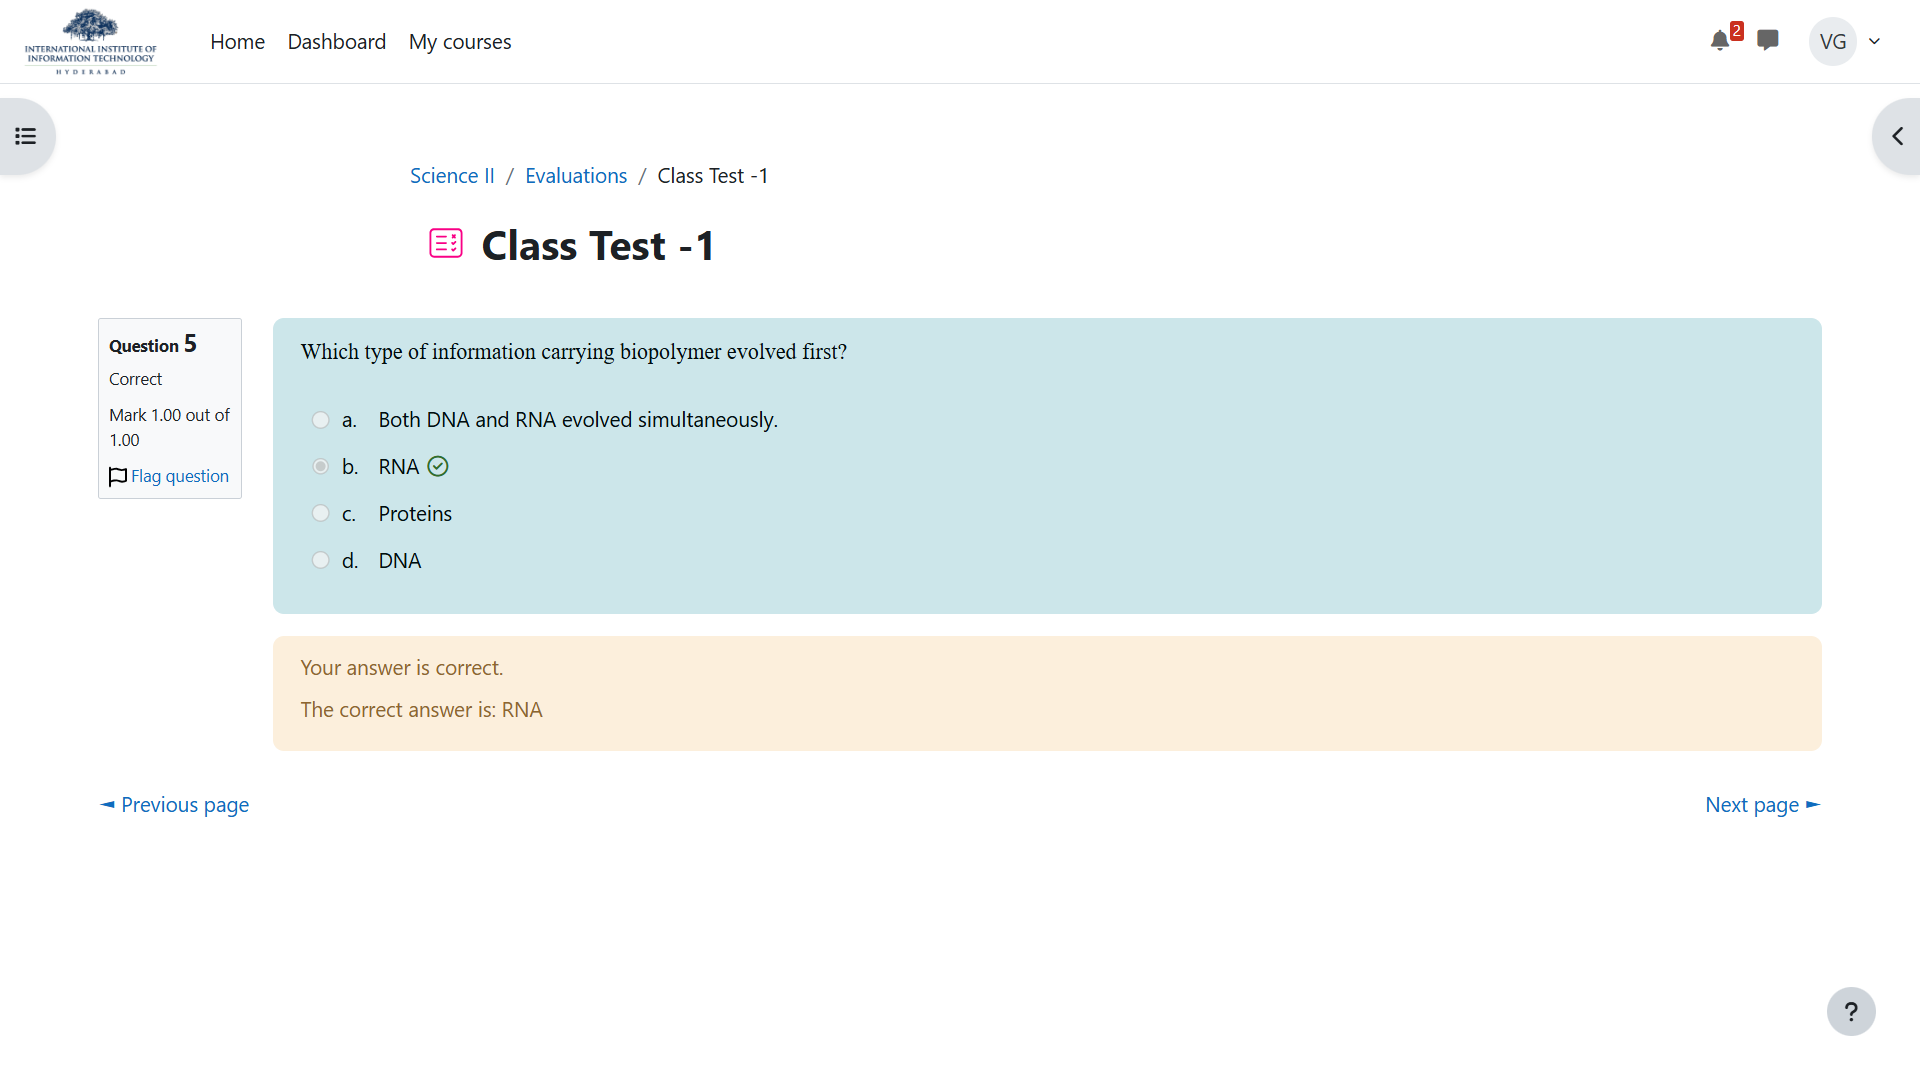 INTERNATIONAL INSTITUTE OF
INFORMATION TECHNOLOGY
HYDERABAD
Home Dashboard My courses
2
VG
Science II / Evaluations / Class Test -1
Class Test -1
Question 5
Correct
Mark 1.00 out of
1.00
Flag question
Which type of information carrying biopolymer evolved first?
a. Both DNA and RNA evolved simultaneously.
b. RNA
c. Proteins
d. DNA
Your answer is correct.
The correct answer is: RNA
◄ Previous page
Next page ►
?